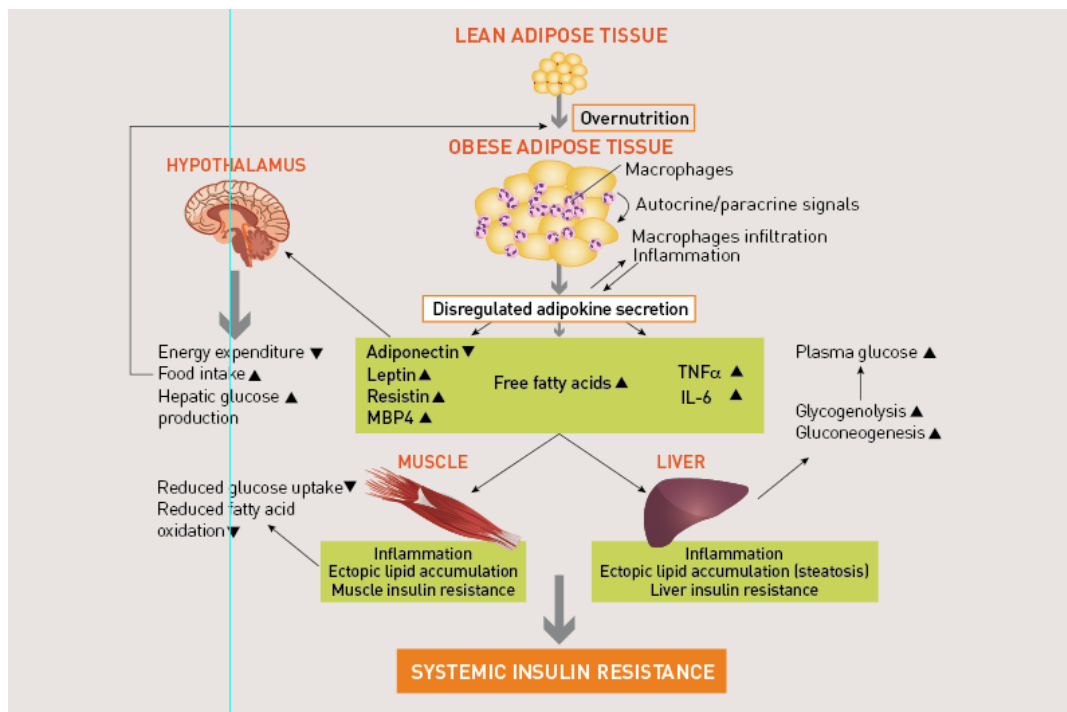 LEAN ADIPOSE TISSUE
Overnutrition
OBESE ADIPOSE TISSUE
HYPOTHALAMUS
Macrophages
Autocrine/paracrine signals
Macrophages infiltration
Inflammation
Disregulated adipokine secretion
Energy expenditure ▼
Food intake ▲
Hepatic glucose ▲
production
Adiponectin ▼
Leptin ▲
Resistin ▲
MBP4 ▲
Free fatty acids ▲
TNFα ▲
IL-6 ▲
Plasma glucose ▲
Glycogenolysis ▲
Gluconeogenesis ▲
MUSCLE
LIVER
Reduced glucose uptake ▼
Reduced fatty acid
oxidation ▼
Inflammation
Ectopic lipid accumulation
Muscle insulin resistance
Inflammation
Ectopic lipid accumulation (steatosis)
Liver insulin resistance
SYSTEMIC INSULIN RESISTANCE